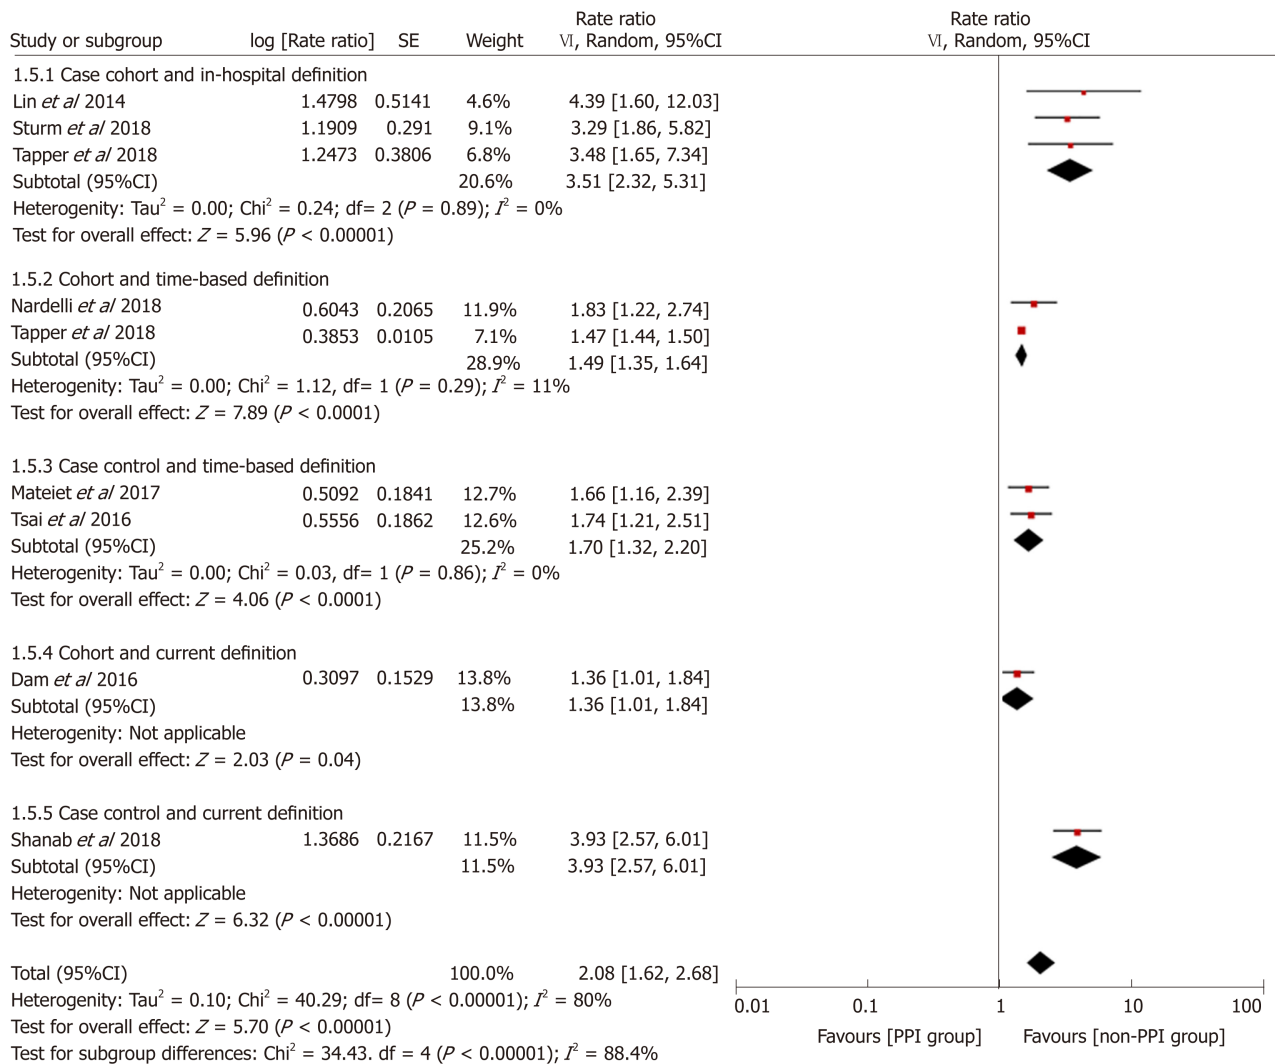 Rate ratio Rate ratio
Study or subgroup log [Rate ratio] SE Weight Ⅵ, Random, 95%CI Ⅵ, Random, 95%CI
1.5.1 Case cohort and in-hospital definition
Lin et al 2014 1.4798 0.5141 4.6% 4.39 [1.60, 12.03]
Sturm et al 2018 1.1909 0.291 9.1% 3.29 [1.86, 5.82]
Tapper et al 2018 1.2473 0.3806 6.8% 3.48 [1.65, 7.34]
Subtotal (95%CI) 20.6% 3.51 [2.32, 5.31]
Heterogenity: Tau² = 0.00; Chi² = 0.24; df= 2 (P = 0.89); I² = 0%
Test for overall effect: Z = 5.96 (P < 0.00001)
1.5.2 Cohort and time-based definition
Nardelli et al 2018 0.6043 0.2065 11.9% 1.83 [1.22, 2.74]
Tapper et al 2018 0.3853 0.0105 7.1% 1.47 [1.44, 1.50]
Subtotal (95%CI) 28.9% 1.49 [1.35, 1.64]
Heterogenity: Tau² = 0.00; Chi² = 1.12, df= 1 (P = 0.29); I² = 11%
Test for overall effect: Z = 7.89 (P < 0.0001)
1.5.3 Case control and time-based definition
Mateiet et al 2017 0.5092 0.1841 12.7% 1.66 [1.16, 2.39]
Tsai et al 2016 0.5556 0.1862 12.6% 1.74 [1.21, 2.51]
Subtotal (95%CI) 25.2% 1.70 [1.32, 2.20]
Heterogenity: Tau² = 0.00; Chi² = 0.03, df= 1 (P = 0.86); I² = 0%
Test for overall effect: Z = 4.06 (P < 0.0001)
1.5.4 Cohort and current definition
Dam et al 2016 0.3097 0.1529 13.8% 1.36 [1.01, 1.84]
Subtotal (95%CI) 13.8% 1.36 [1.01, 1.84]
Heterogenity: Not applicable
Test for overall effect: Z = 2.03 (P = 0.04)
1.5.5 Case control and current definition
Shanab et al 2018 1.3686 0.2167 11.5% 3.93 [2.57, 6.01]
Subtotal (95%CI) 11.5% 3.93 [2.57, 6.01]
Heterogenity: Not applicable
Test for overall effect: Z = 6.32 (P < 0.00001)
Total (95%CI) 100.0% 2.08 [1.62, 2.68]
Heterogenity: Tau² = 0.10; Chi² = 40.29; df= 8 (P < 0.00001); I² = 80%
0.01 0.1 1 10 100
Test for overall effect: Z = 5.70 (P < 0.00001)
Favours [PPI group] Favours [non-PPI group]
Test for subgroup differences: Chi² = 34.43. df = 4 (P < 0.00001); I² = 88.4%